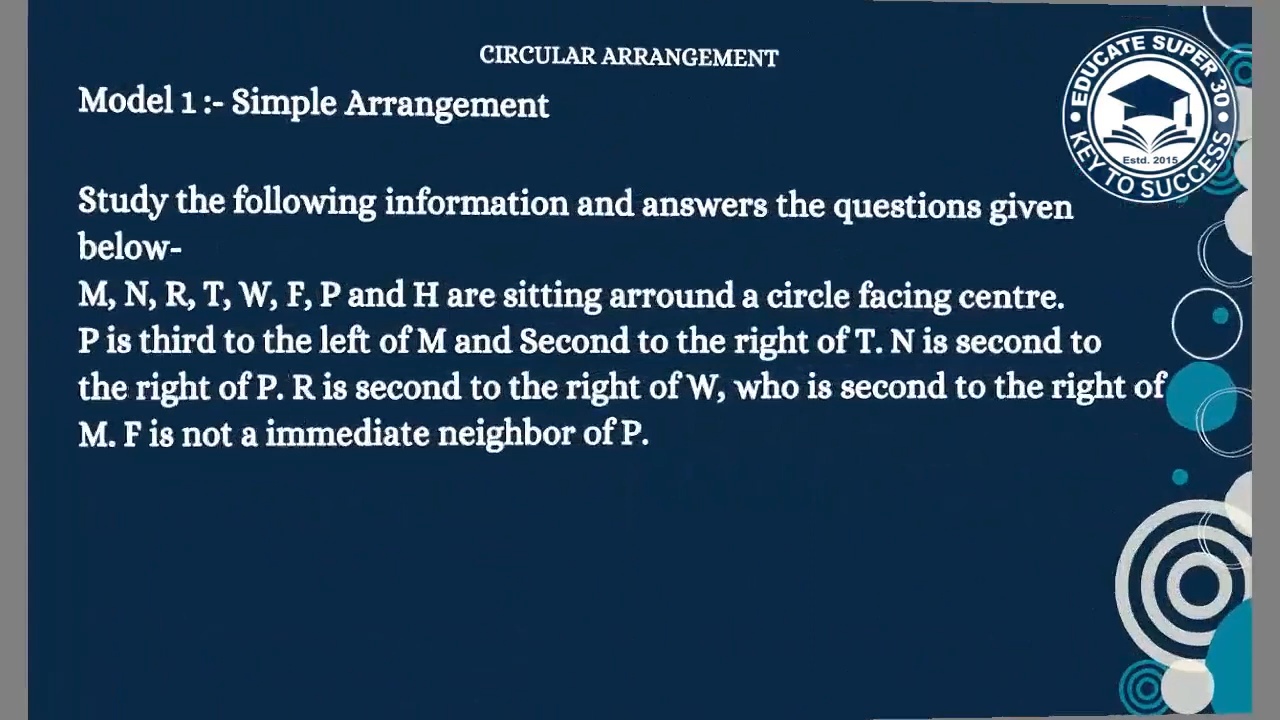 CIRCULAR ARRANGEMENT
Model 1 :- Simple Arrangement
EDUCATE SUPER 30
Estd. 2015
KEY TO SUCCESS
Study the following information and answers the questions given
below-
M, N, R, T, W, F, P and H are sitting arround a circle facing centre.
P is third to the left of M and Second to the right of T. N is second to
the right of P. R is second to the right of W, who is second to the right of
M. F is not a immediate neighbor of P.